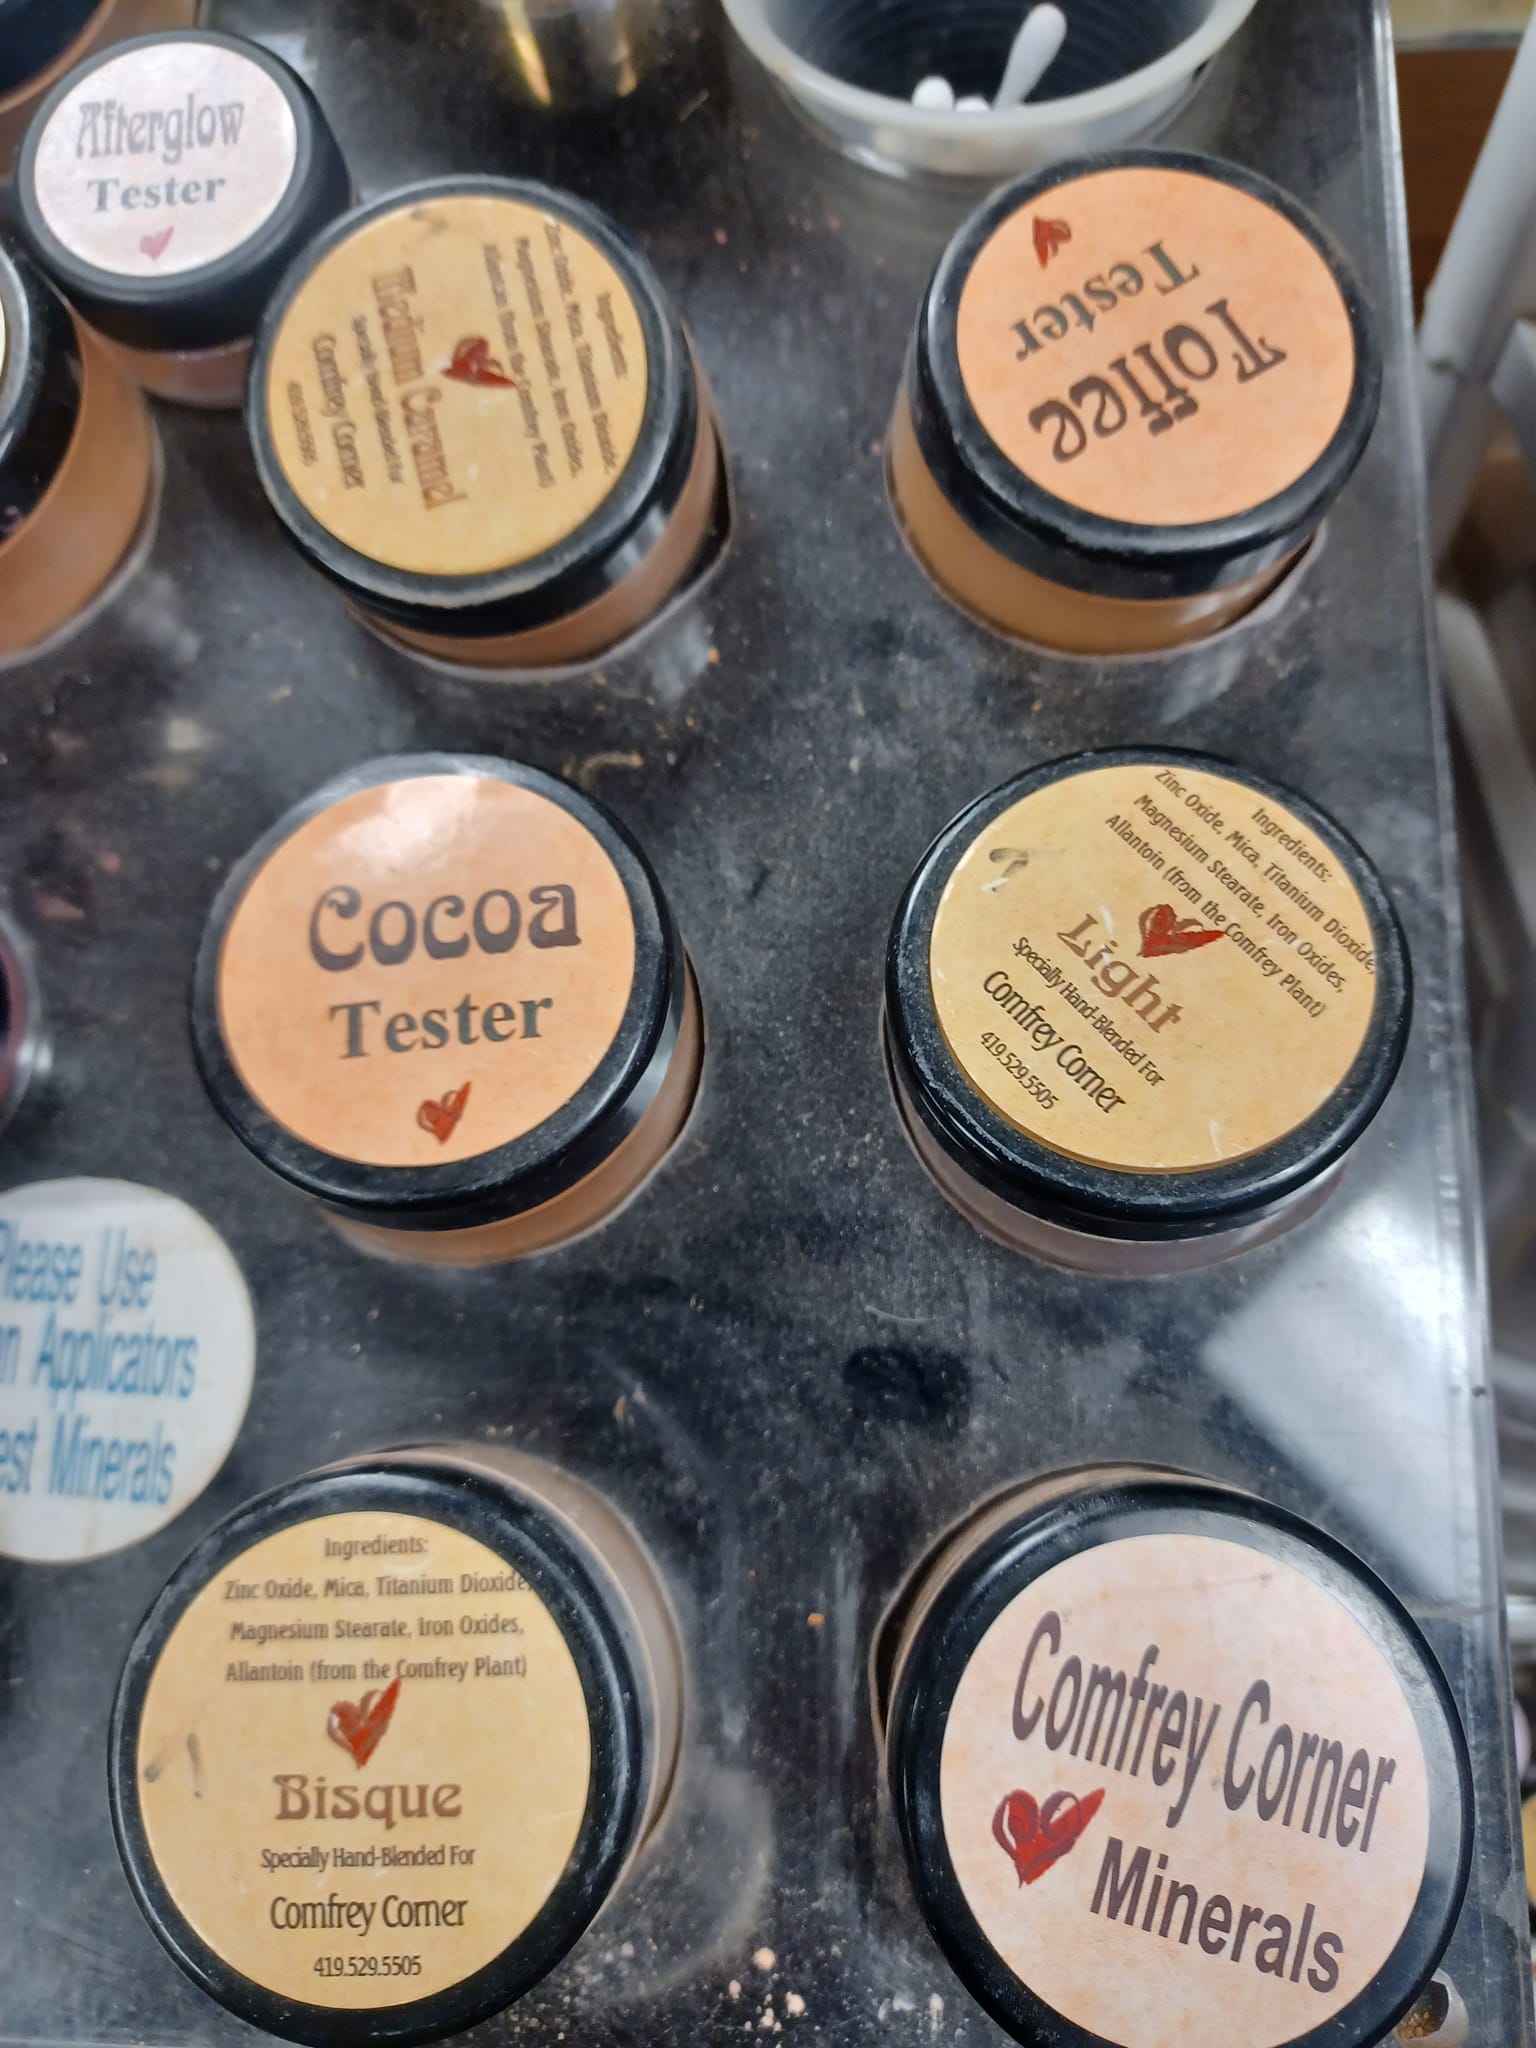 Afterglow
Tester
Ingredients:
Zinc Oxide, Mica, Titanium Dioxide,
Magnesium Stearate, Iron Oxides,
Allantoin (from the Comfrey Plant)
Medium Caramel
Specially Hand-Blended For
Comfrey Corner
419.529.5505
Toffee
Tester
Cocoa
Tester
Ingredients:
Zinc Oxide, Mica, Titanium Dioxide,
Magnesium Stearate, Iron Oxides,
Allantoin (from the Comfrey Plant)
Light
Specially Hand-Blended For
Comfrey Corner
419.529.5505
Please Use
Applicators
Minerals
Ingredients:
Zinc Oxide, Mica, Titanium Dioxide,
Magnesium Stearate, Iron Oxides,
Allantoin (from the Comfrey Plant)
Bisque
Specially Hand-Blended For
Comfrey Corner
419.529.5505
Comfrey Corner
Minerals